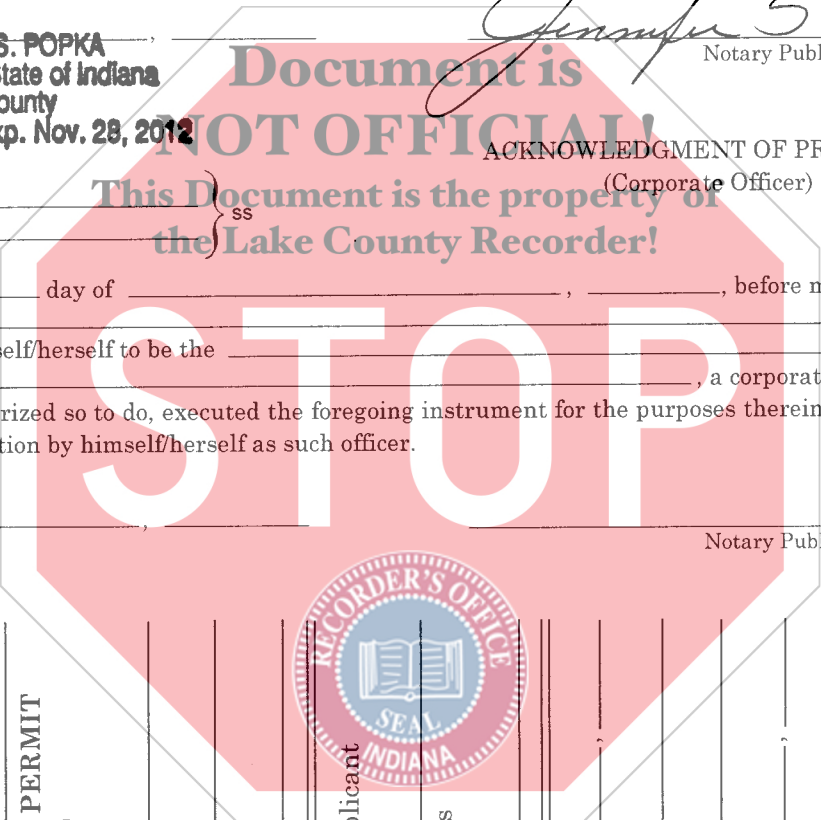 S. POPKA
State of Indiana
ounty
xp. Nov. 28, 2012
Jennifer S
Notary Publ
Document is
NOT OFFICIAL!
This Document is the property of
the Lake County Recorder!
ACKNOWLEDGMENT OF PR
(Corporate Officer)
ss
day of , , before m
self/herself to be the
, a corporat
rized so to do, executed the foregoing instrument for the purposes therein
tion by himself/herself as such officer.
,
Notary Publ
STOP
RECORDER'S OFFICE
SEAL
INDIANA
PERMIT
plicant
s